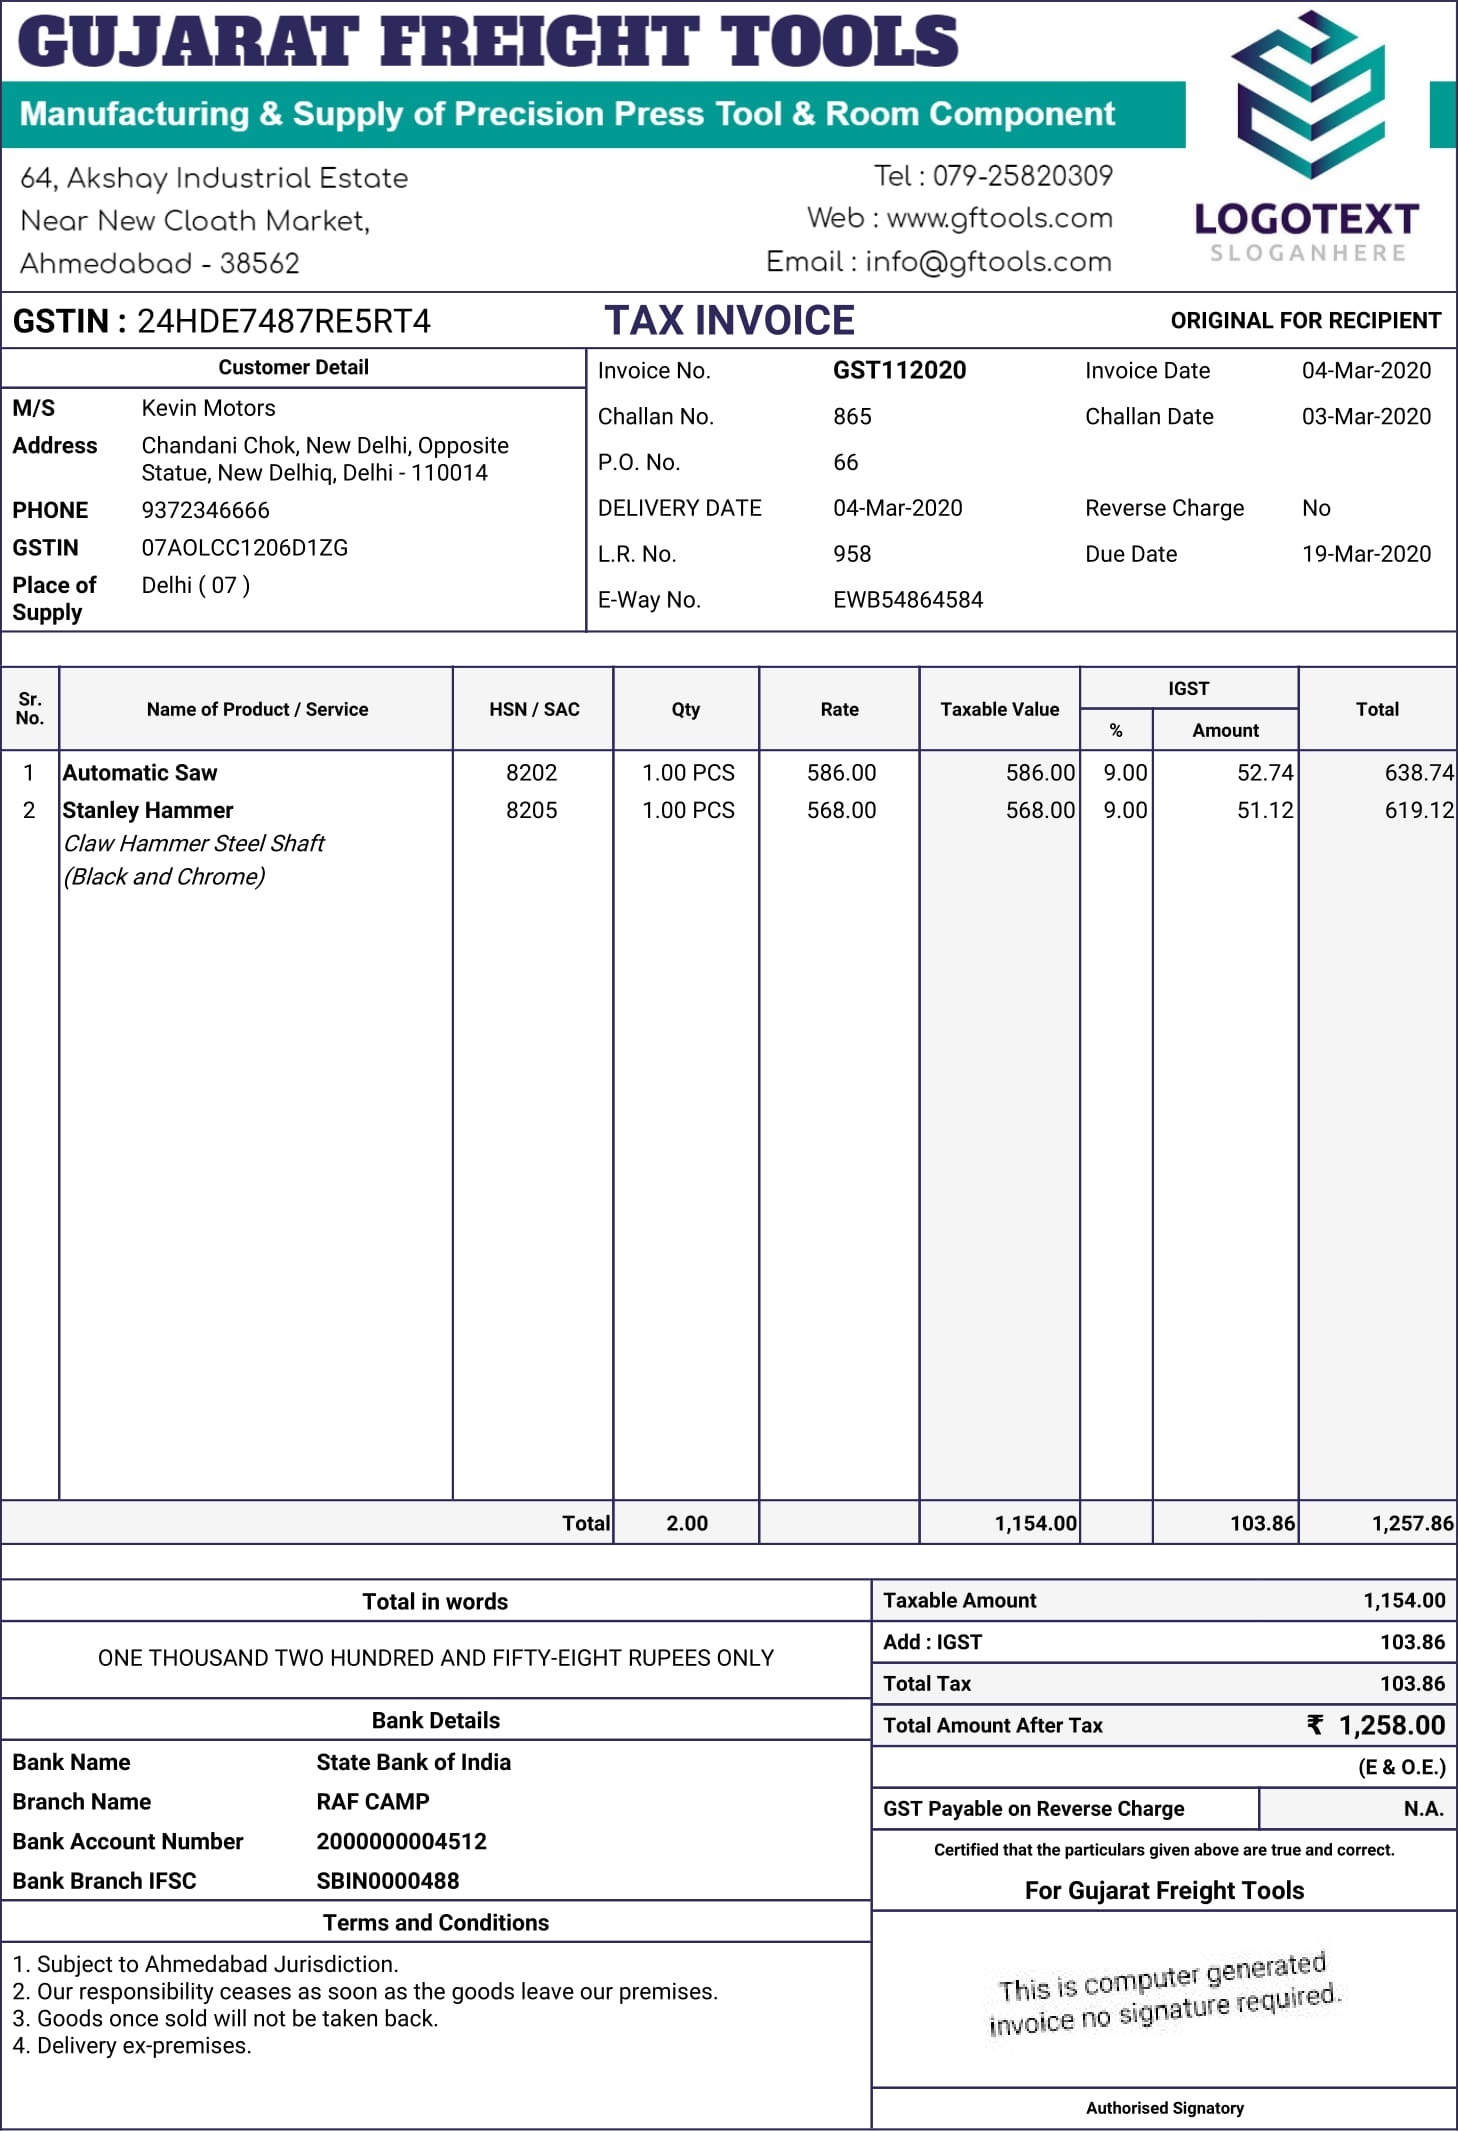 GUJARAT FREIGHT TOOLS
Manufacturing & Supply of Precision Press Tool & Room Component
64, Akshay Industrial Estate
Near New Cloath Market,
Ahmedabad - 38562
Tel : 079-25820309
Web : www.gftools.com
Email : info@gftools.com
LOGOTEXT
SLOGANHERE
GSTIN : 24HDE7487RE5RT4 TAX INVOICE ORIGINAL FOR RECIPIENT
Customer Detail
M/S Kevin Motors
Address Chandani Chok, New Delhi, Opposite
Statue, New Delhiq, Delhi - 110014
PHONE 9372346666
GSTIN 07AOLCC1206D1ZG
Place of Delhi ( 07 )
Supply
Invoice No. GST112020 Invoice Date 04-Mar-2020
Challan No. 865 Challan Date 03-Mar-2020
P.O. No. 66
DELIVERY DATE 04-Mar-2020 Reverse Charge No
L.R. No. 958 Due Date 19-Mar-2020
E-Way No. EWB54864584
Sr. No. Name of Product / Service HSN / SAC Qty Rate Taxable Value IGST Total
% Amount
1 Automatic Saw 8202 1.00 PCS 586.00 586.00 9.00 52.74 638.74
2 Stanley Hammer 8205 1.00 PCS 568.00 568.00 9.00 51.12 619.12
Claw Hammer Steel Shaft
(Black and Chrome)
Total 2.00 1,154.00 103.86 1,257.86
Total in words
ONE THOUSAND TWO HUNDRED AND FIFTY-EIGHT RUPEES ONLY
Bank Details
Bank Name State Bank of India
Branch Name RAF CAMP
Bank Account Number 2000000004512
Bank Branch IFSC SBIN0000488
Terms and Conditions
1. Subject to Ahmedabad Jurisdiction.
2. Our responsibility ceases as soon as the goods leave our premises.
3. Goods once sold will not be taken back.
4. Delivery ex-premises.
Taxable Amount 1,154.00
Add : IGST 103.86
Total Tax 103.86
Total Amount After Tax ₹ 1,258.00
(E & O.E.)
GST Payable on Reverse Charge N.A.
Certified that the particulars given above are true and correct.
For Gujarat Freight Tools
This is computer generated
invoice no signature required.
Authorised Signatory